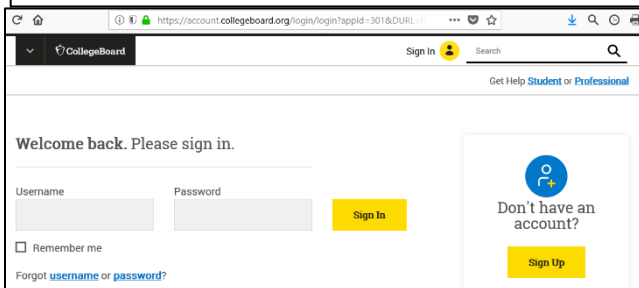 https://account.collegeboard.org/login/login?appId=301&DURL=
CollegeBoard
Sign In
Search
Get Help Student or Professional
Welcome back. Please sign in.
Username
Password
Sign In
Remember me
Forgot username or password?
Don't have an
account?
Sign Up